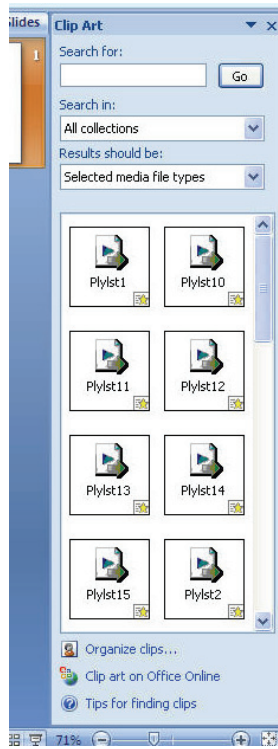 Slides
Clip Art
1
Search for:
Go
Search in:
All collections
Results should be:
Selected media file types
Plylst1
Plylst10
Plylst11
Plylst12
Plylst13
Plylst14
Plylst15
Plylst2
Organize clips...
Clip art on Office Online
Tips for finding clips
71%